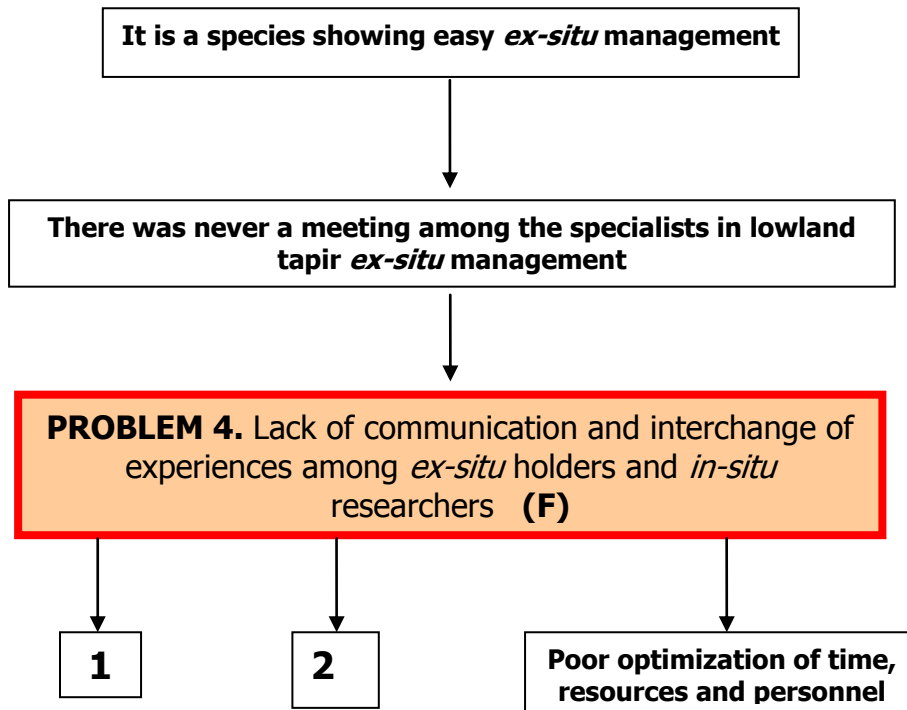 It is a species showing easy ex-situ management
There was never a meeting among the specialists in lowland
tapir ex-situ management
PROBLEM 4. Lack of communication and interchange of
experiences among ex-situ holders and in-situ
researchers (F)
1
2
Poor optimization of time,
resources and personnel